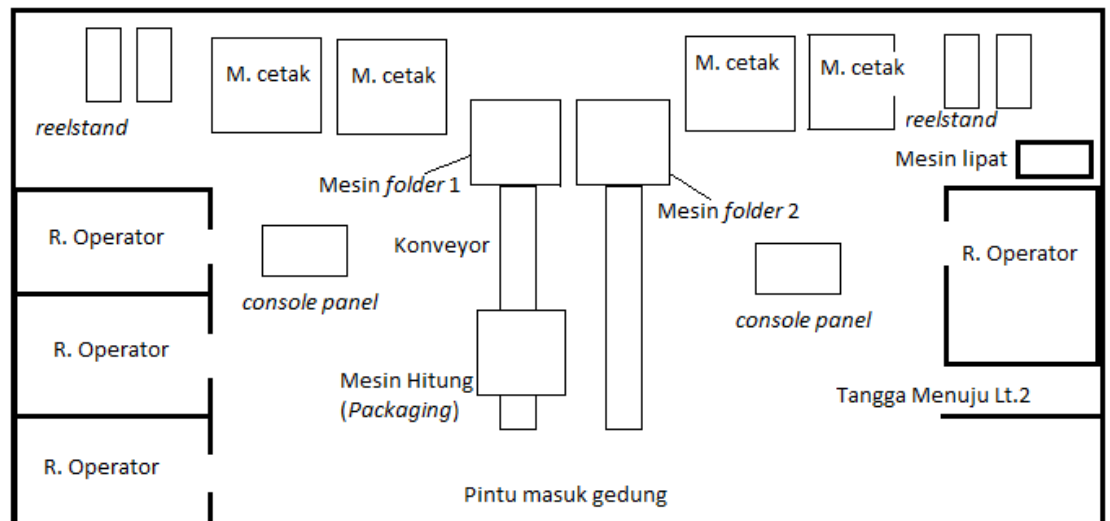 M. cetak
M. cetak
M. cetak
M. cetak
reelstand
reelstand
Mesin lipat
Mesin folder 1
Mesin folder 2
R. Operator
Konveyor
R. Operator
console panel
console panel
R. Operator
Mesin Hitung
(Packaging)
Tangga Menuju Lt.2
R. Operator
Pintu masuk gedung